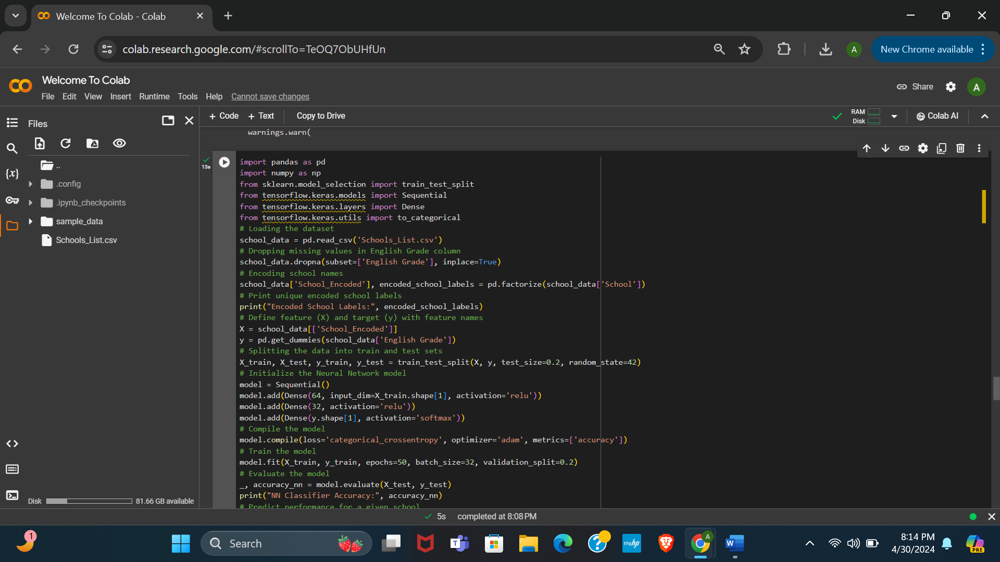 Welcome To Colab - Colab
colab.research.google.com/#scrollTo=TeOQ7ObUHfUn
A
New Chrome available
Welcome To Colab
File Edit View Insert Runtime Tools Help Cannot save changes
Share
A
Files
+ Code + Text Copy to Drive
RAM
Disk
Colab AI
warnings.warn(
..
.config
.ipynb_checkpoints
sample_data
Schools_List.csv
{x}
13s
import pandas as pd
import numpy as np
from sklearn.model_selection import train_test_split
from tensorflow.keras.models import Sequential
from tensorflow.keras.layers import Dense
from tensorflow.keras.utils import to_categorical
# Loading the dataset
school_data = pd.read_csv('Schools_List.csv')
# Dropping missing values in English Grade column
school_data.dropna(subset=['English Grade'], inplace=True)
# Encoding school names
school_data['School_Encoded'], encoded_school_labels = pd.factorize(school_data['School'])
# Print unique encoded school labels
print("Encoded School Labels:", encoded_school_labels)
# Define feature (X) and target (y) with feature names
X = school_data[['School_Encoded']]
y = pd.get_dummies(school_data['English Grade'])
# Splitting the data into train and test sets
X_train, X_test, y_train, y_test = train_test_split(X, y, test_size=0.2, random_state=42)
# Initialize the Neural Network model
model = Sequential()
model.add(Dense(64, input_dim=X_train.shape[1], activation='relu'))
model.add(Dense(32, activation='relu'))
model.add(Dense(y.shape[1], activation='softmax'))
# Compile the model
model.compile(loss='categorical_crossentropy', optimizer='adam', metrics=['accuracy'])
# Train the model
model.fit(X_train, y_train, epochs=50, batch_size=32, validation_split=0.2)
# Evaluate the model
_, accuracy_nn = model.evaluate(X_test, y_test)
print("NN Classifier Accuracy:", accuracy_nn)
# Predict performance for a given school
Disk 81.66 GB available
5s completed at 8:08 PM
1
Search
T
?
myhp
A
W
8:14 PM
4/30/2024
PRE